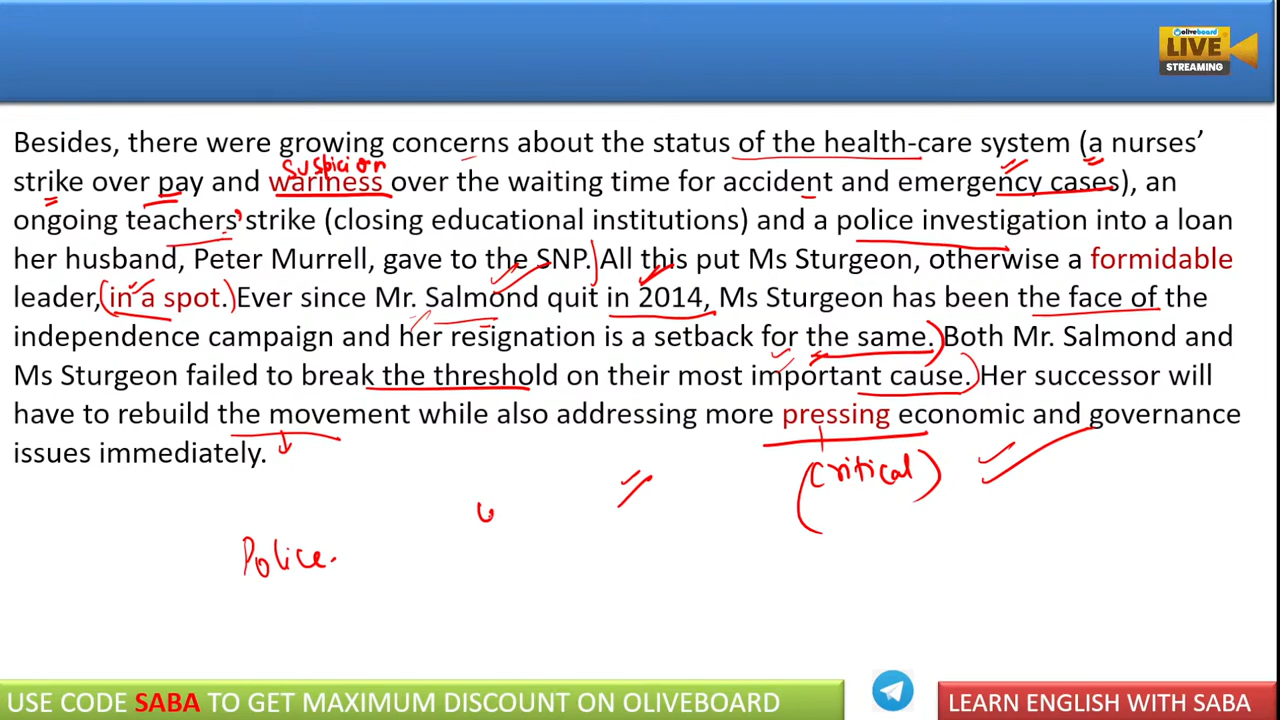 oliveboard
LIVE
STREAMING
Besides, there were growing concerns about the status of the health-care system (a nurses’
suspicion
strike over pay and wariness over the waiting time for accident and emergency cases), an
ongoing teachers’ strike (closing educational institutions) and a police investigation into a loan
her husband, Peter Murrell, gave to the SNP. All this put Ms Sturgeon, otherwise a formidable
leader, in a spot. Ever since Mr. Salmond quit in 2014, Ms Sturgeon has been the face of the
independence campaign and her resignation is a setback for the same. Both Mr. Salmond and
Ms Sturgeon failed to break the threshold on their most important cause. Her successor will
have to rebuild the movement while also addressing more pressing economic and governance
issues immediately.
(critical)
Police.
USE CODE SABA TO GET MAXIMUM DISCOUNT ON OLIVEBOARD
LEARN ENGLISH WITH SABA